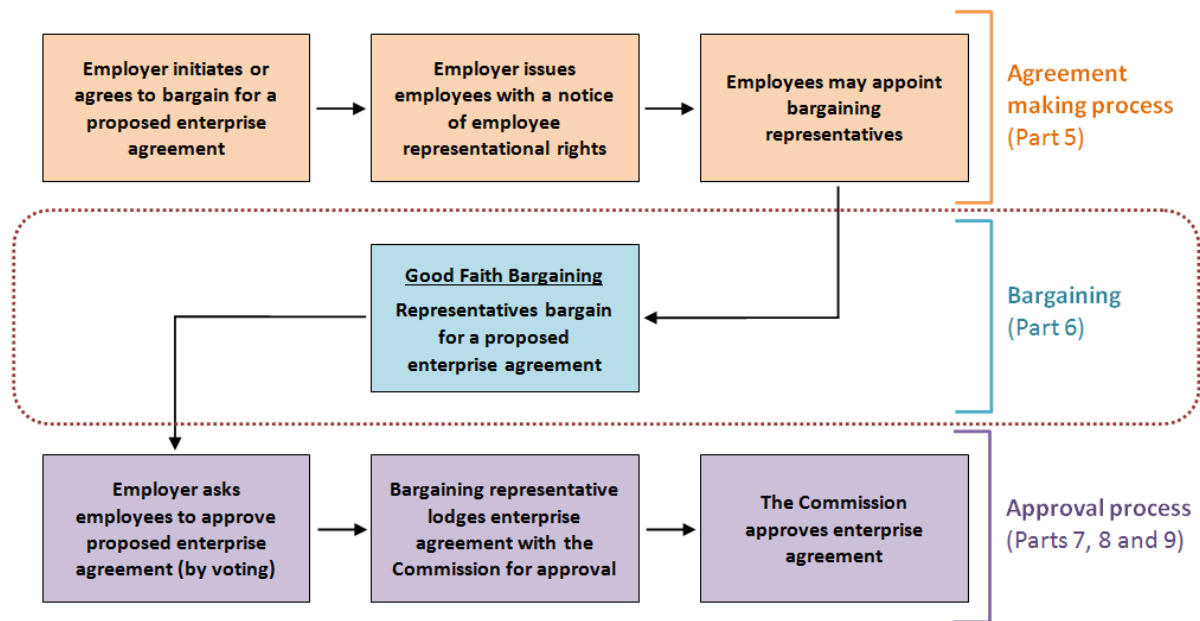 Employer initiates or
agrees to bargain for a
proposed enterprise
agreement
Employer issues
employees with a notice
of employee
representational rights
Employees may appoint
bargaining
representatives
Agreement
making process
(Part 5)
Good Faith Bargaining
Representatives bargain
for a proposed
enterprise agreement
Bargaining
(Part 6)
Employer asks
employees to approve
proposed enterprise
agreement (by voting)
Bargaining representative
lodges enterprise
agreement with the
Commission for approval
The Commission
approves enterprise
agreement
Approval process
(Parts 7, 8 and 9)